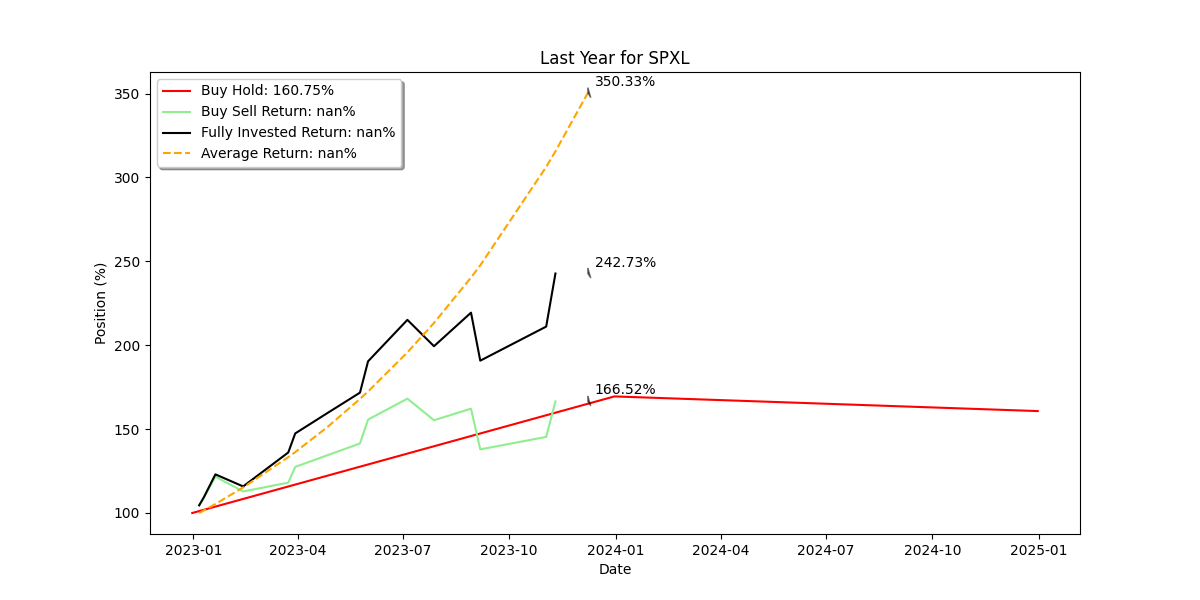 Last Year for SPXL
Buy Hold: 160.75%
Buy Sell Return: nan%
Fully Invested Return: nan%
Average Return: nan%
350.33%
242.73%
166.52%
Position (%)
350
300
250
200
150
100
2023-01
2023-04
2023-07
2023-10
2024-01
2024-04
2024-07
2024-10
2025-01
Date